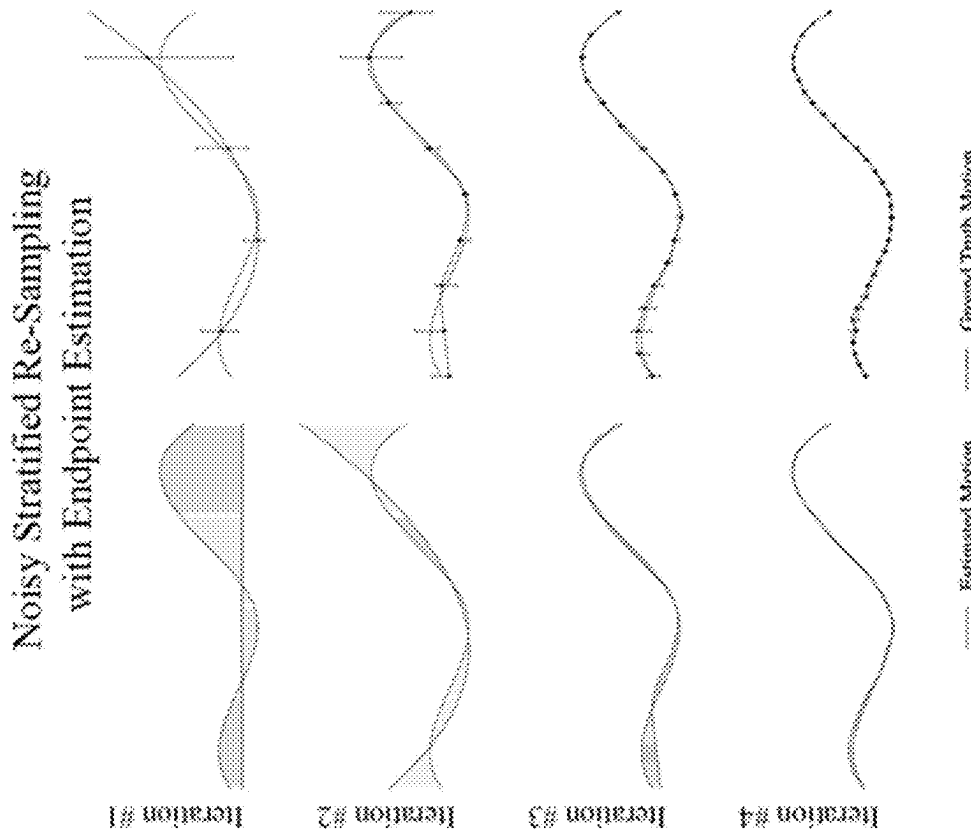 Noisy Stratified Re-Sampling
with Endpoint Estimation
Iteration #1
Iteration #2
Iteration #3
Iteration #4
Estimated Motion
Ground Truth Motion